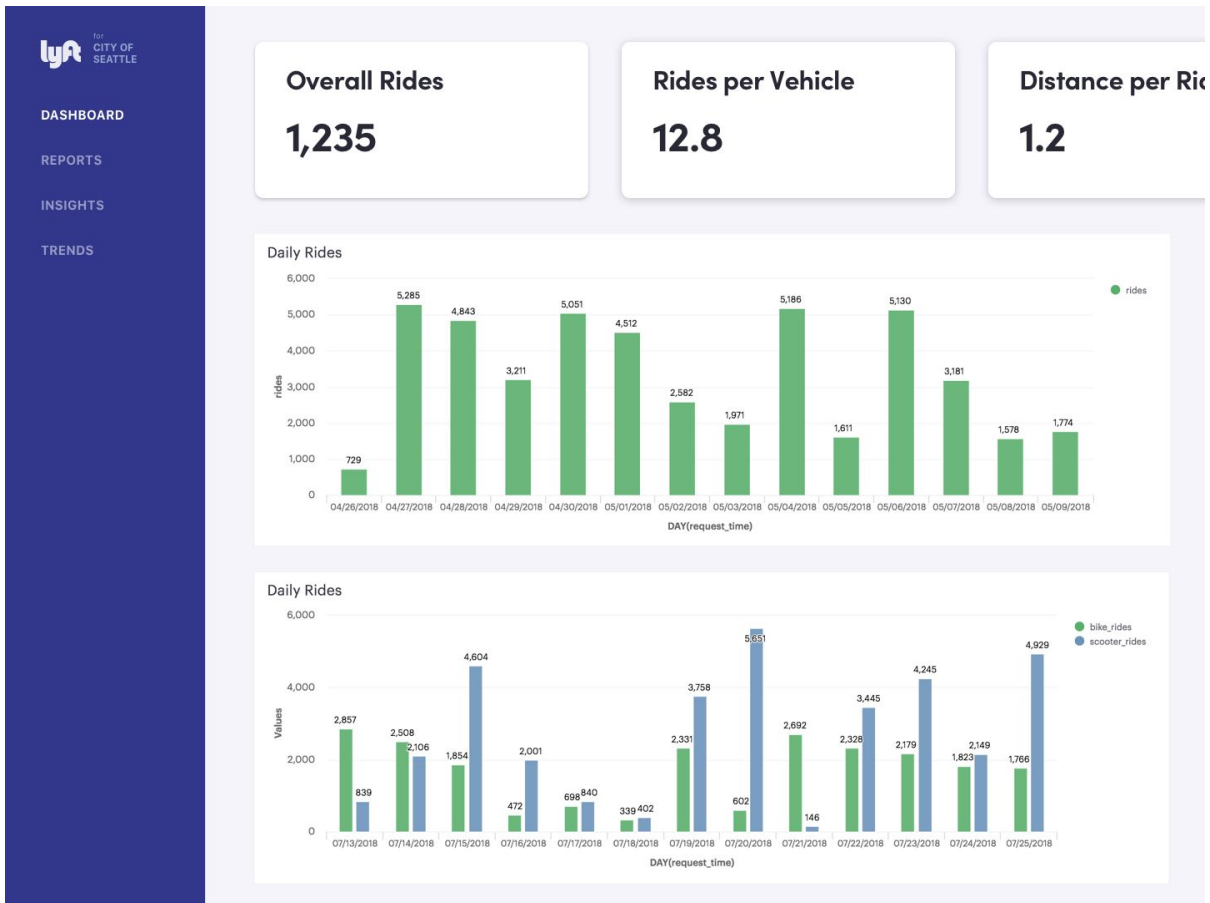 lyft for
CITY OF
SEATTLE
DASHBOARD
REPORTS
INSIGHTS
TRENDS
Overall Rides
1,235
Rides per Vehicle
12.8
Distance per
1.2
Daily Rides
6,000
5,000
4,000
3,000
2,000
1,000
0
rides
729
5,285
4,843
3,211
5,051
4,512
2,582
1,971
5,186
1,611
5,130
3,181
1,578
1,774
04/26/2018 04/27/2018 04/28/2018 04/29/2018 04/30/2018 05/01/2018 05/02/2018 05/03/2018 05/04/2018 05/05/2018 05/06/2018 05/07/2018 05/08/2018 05/09/2018
DAY(request_time)
rides
Daily Rides
6,000
4,000
2,000
0
Values
2,857
839
2,508
2,106
1,854
4,604
472
2,001
698
840
339
402
2,331
3,758
602
5,651
2,692
146
2,328
3,445
2,179
4,245
1,823
2,149
1,766
4,929
07/13/2018 07/14/2018 07/15/2018 07/16/2018 07/17/2018 07/18/2018 07/19/2018 07/20/2018 07/21/2018 07/22/2018 07/23/2018 07/24/2018 07/25/2018
DAY(request_time)
bike_rides
scooter_rides